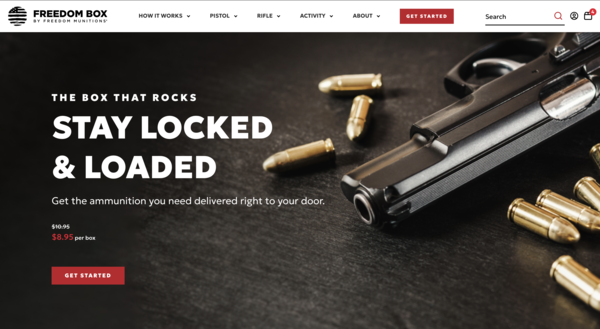 FREEDOM BOX
BY FREEDOM MUNITIONS®
HOW IT WORKS
PISTOL
RIFLE
ACTIVITY
ABOUT
GET STARTED
Search
THE BOX THAT ROCKS
STAY LOCKED
& LOADED
Get the ammunition you need delivered right to your door.
$10.95
$8.95 per box
GET STARTED